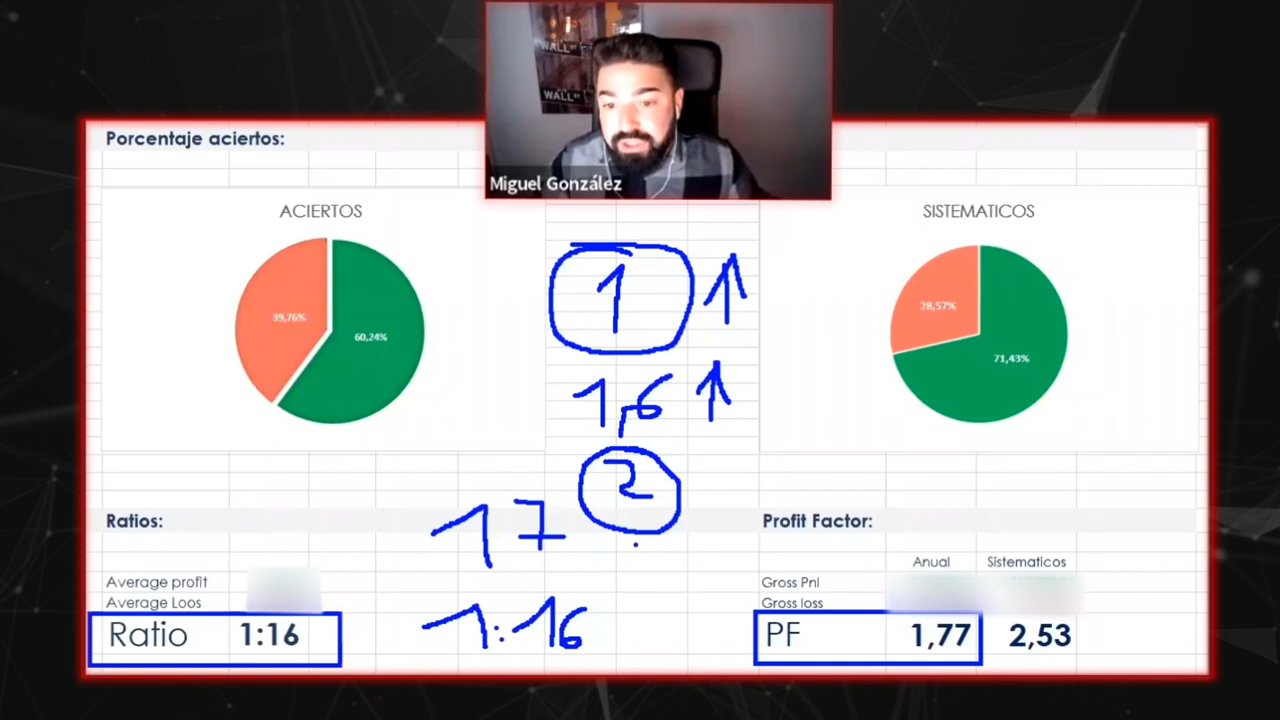 WALL ST
WALL ST
Miguel González
Porcentaje aciertos:
ACIERTOS
39,76%
60,24%
SISTEMATICOS
28,57%
71,43%
1
1,6
2
17
1:16
Ratios:
Average profit
Average Loos
Ratio 1:16
Profit Factor:
Anual Sistematicos
Gross Pnl
Gross loss
PF 1,77 2,53